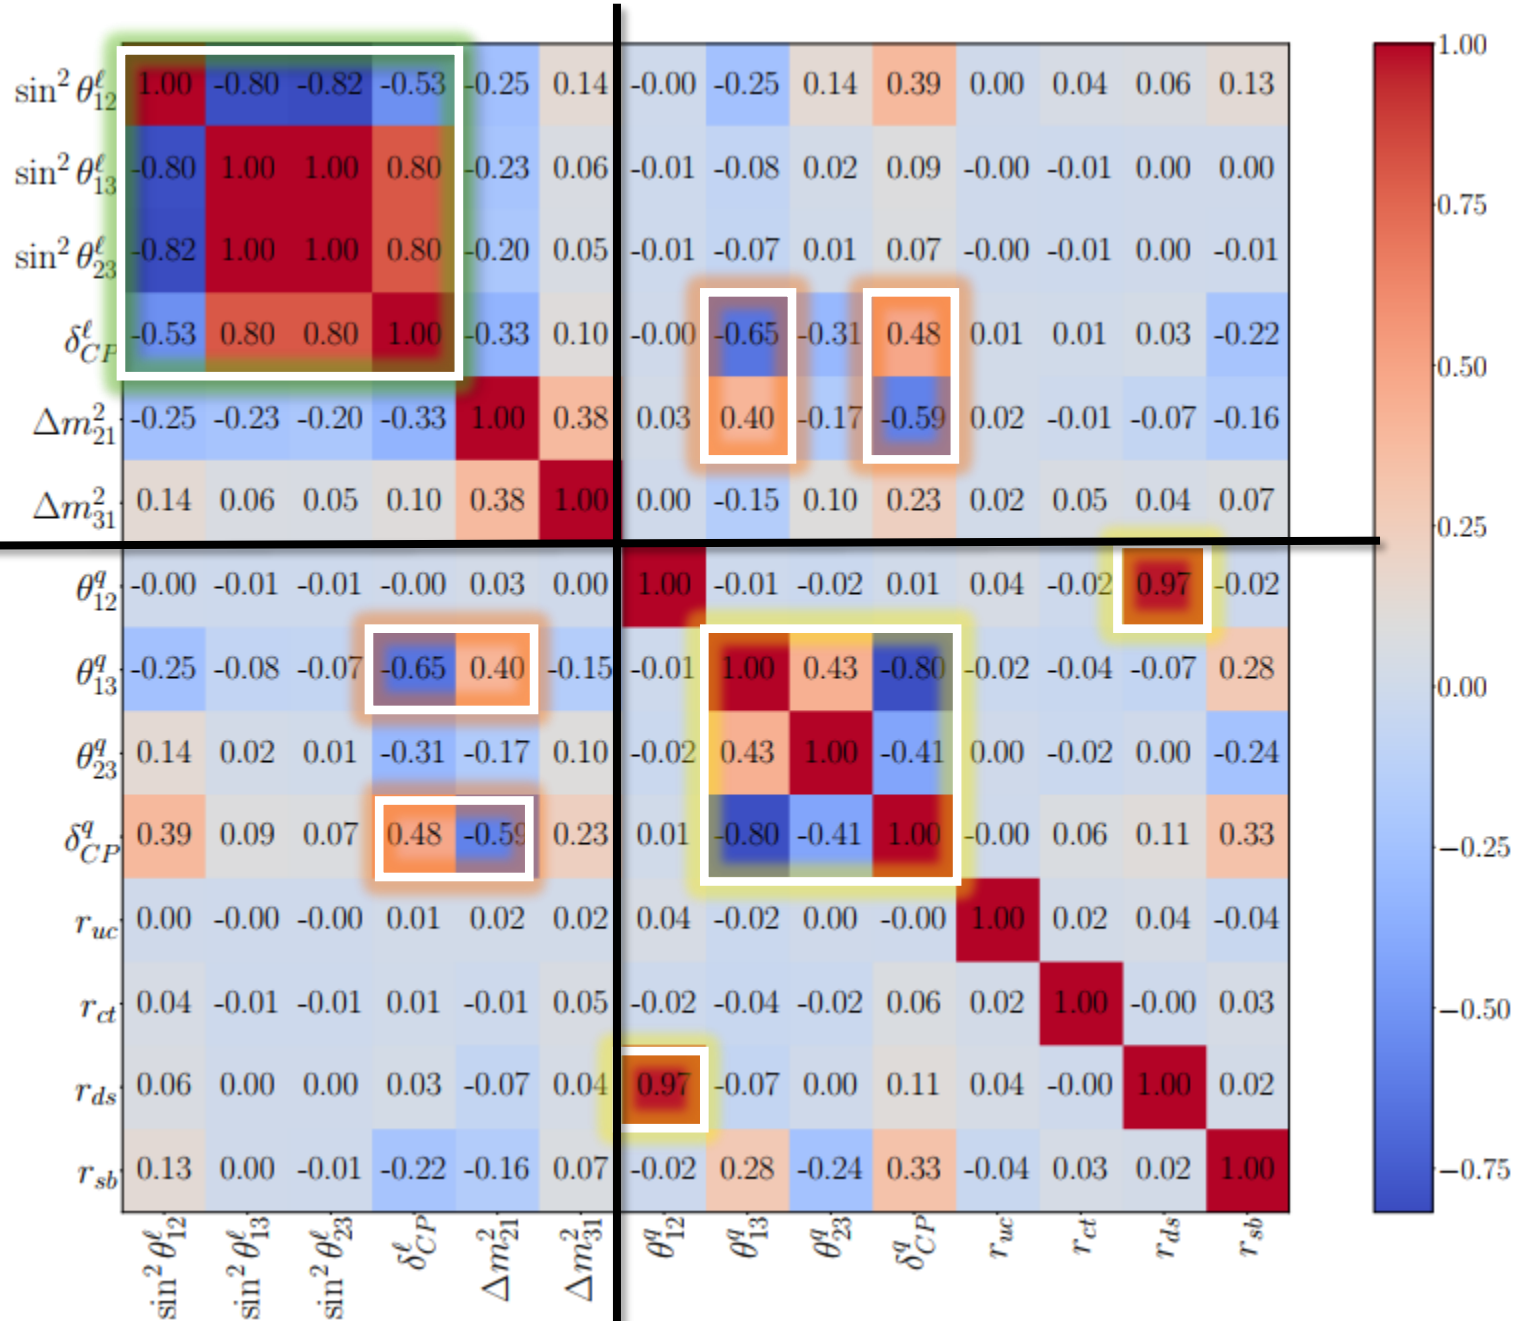 sin² θ₁₂^ℓ 1.00 -0.80 -0.82 -0.53 -0.25 0.14 -0.00 -0.25 0.14 0.39 0.00 0.04 0.06 0.13
sin² θ₁₃^ℓ -0.80 1.00 1.00 0.80 -0.23 0.06 -0.01 -0.08 0.02 0.09 -0.00 -0.01 0.00 0.00
sin² θ₂₃^ℓ -0.82 1.00 1.00 0.80 -0.20 0.05 -0.01 -0.07 0.01 0.07 -0.00 -0.01 0.00 -0.01
δ_CP^ℓ -0.53 0.80 0.80 1.00 -0.33 0.10 -0.00 -0.65 -0.31 0.48 0.01 0.01 0.03 -0.22
Δm²₂₁ -0.25 -0.23 -0.20 -0.33 1.00 0.38 0.03 0.40 -0.17 -0.59 0.02 -0.01 -0.07 -0.16
Δm²₃₁ 0.14 0.06 0.05 0.10 0.38 1.00 0.00 -0.15 0.10 0.23 0.02 0.05 0.04 0.07
θ₁₂^q -0.00 -0.01 -0.01 -0.00 0.03 0.00 1.00 -0.01 -0.02 0.01 0.04 -0.02 0.97 -0.02
θ₁₃^q -0.25 -0.08 -0.07 -0.65 0.40 -0.15 -0.01 1.00 0.43 -0.80 -0.02 -0.04 -0.07 0.28
θ₂₃^q 0.14 0.02 0.01 -0.31 -0.17 0.10 -0.02 0.43 1.00 -0.41 0.00 -0.02 0.00 -0.24
δ_CP^q 0.39 0.09 0.07 0.48 -0.59 0.23 0.01 -0.80 -0.41 1.00 -0.00 0.06 0.11 0.33
r_uc 0.00 -0.00 -0.00 0.01 0.02 0.02 0.04 -0.02 0.00 -0.00 1.00 0.02 0.04 -0.04
r_ct 0.04 -0.01 -0.01 0.01 -0.01 0.05 -0.02 -0.04 -0.02 0.06 0.02 1.00 -0.00 0.03
r_ds 0.06 0.00 0.00 0.03 -0.07 0.04 0.97 -0.07 0.00 0.11 0.04 -0.00 1.00 0.02
r_sb 0.13 0.00 -0.01 -0.22 -0.16 0.07 -0.02 0.28 -0.24 0.33 -0.04 0.03 0.02 1.00
sin² θ₁₂^ℓ sin² θ₁₃^ℓ sin² θ₂₃^ℓ δ_CP^ℓ Δm²₂₁ Δm²₃₁ θ₁₂^q θ₁₃^q θ₂₃^q δ_CP^q r_uc r_ct r_ds r_sb
1.00
0.75
0.50
0.25
0.00
−0.25
−0.50
−0.75